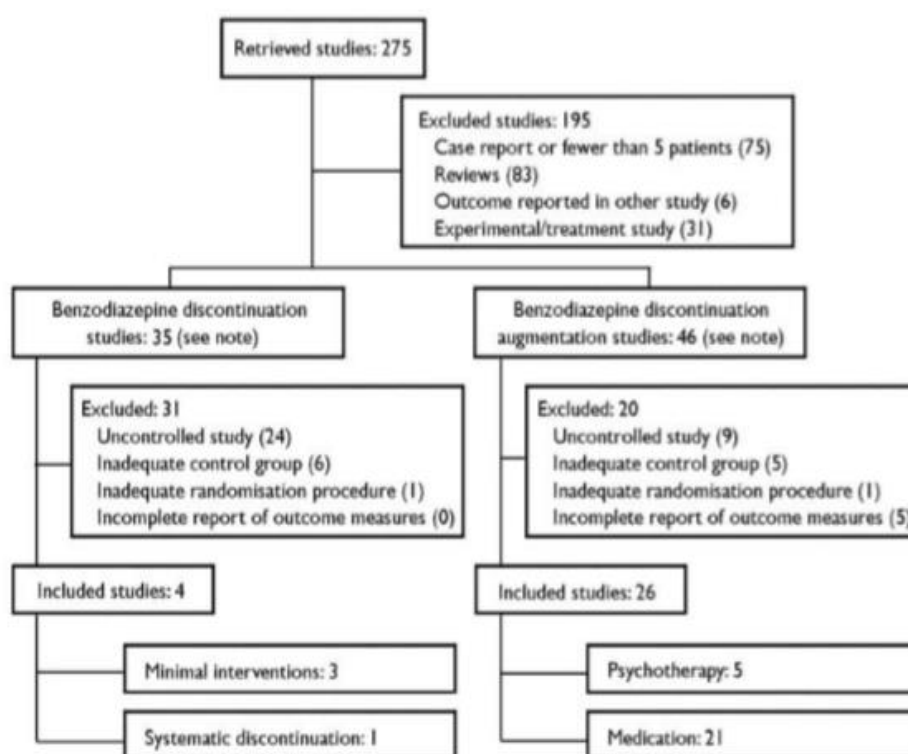 Retrieved studies: 275
Excluded studies: 195
Case report or fewer than 5 patients (75)
Reviews (83)
Outcome reported in other study (6)
Experimental/treatment study (31)
Benzodiazepine discontinuation
studies: 35 (see note)
Benzodiazepine discontinuation
augmentation studies: 46 (see note)
Excluded: 31
Uncontrolled study (24)
Inadequate control group (6)
Inadequate randomisation procedure (1)
Incomplete report of outcome measures (0)
Excluded: 20
Uncontrolled study (9)
Inadequate control group (5)
Inadequate randomisation procedure (1)
Incomplete report of outcome measures (5)
Included studies: 4
Included studies: 26
Minimal interventions: 3
Psychotherapy: 5
Systematic discontinuation: 1
Medication: 21